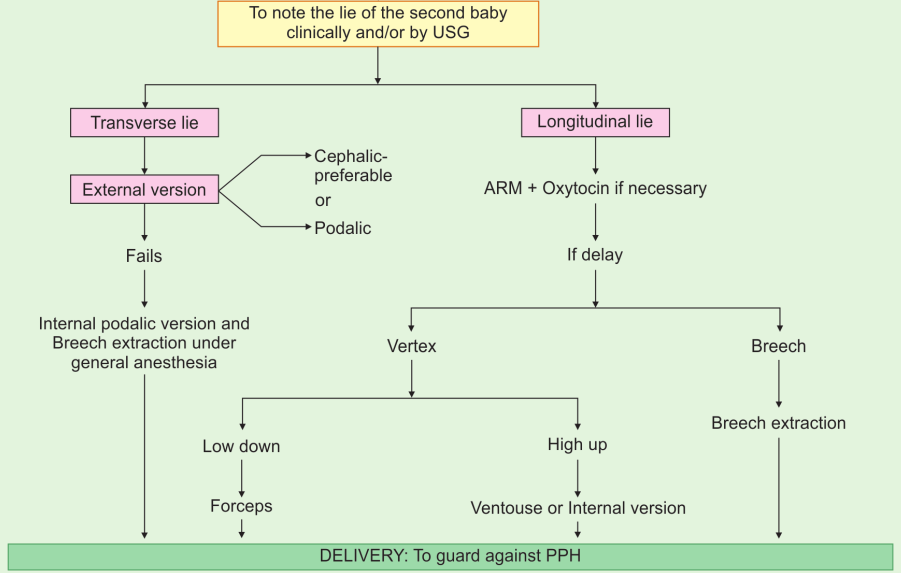 To note the lie of the second baby
clinically and/or by USG
Transverse lie
Longitudinal lie
External version
Cephalic-
preferable
or
Podalic
ARM + Oxytocin if necessary
Fails
If delay
Internal podalic version and
Breech extraction under
general anesthesia
Vertex
Breech
Low down
High up
Breech extraction
Forceps
Ventouse or Internal version
DELIVERY: To guard against PPH